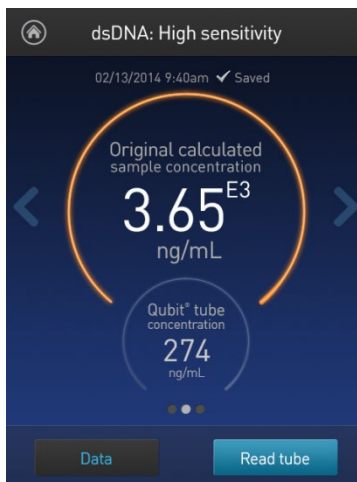 dsDNA: High sensitivity
02/13/2014 9:40am ✔ Saved
Original calculated
sample concentration
3.65E3
ng/mL
Qubit® tube
concentration
274
ng/mL
Data
Read tube